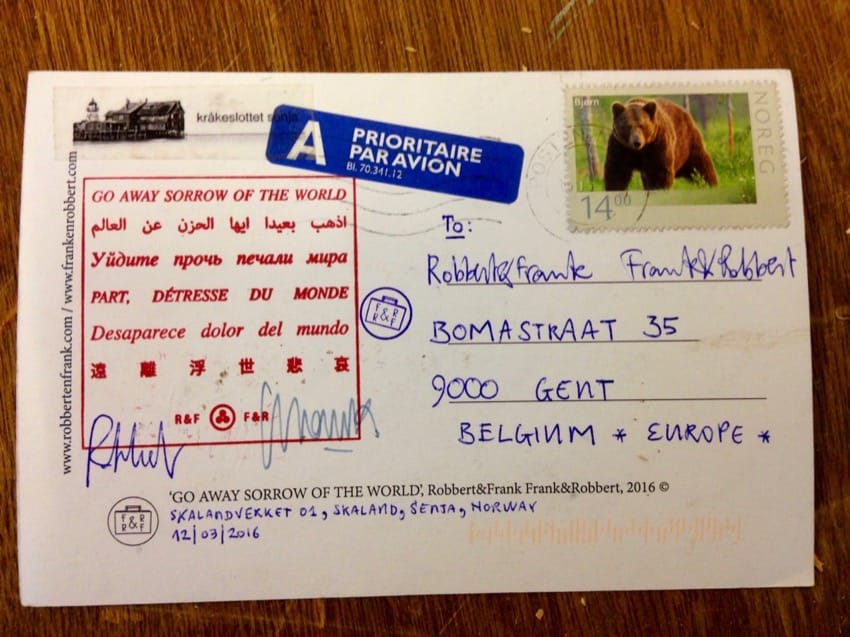 kråkeslottet senja
A PRIORITAIRE
PAR AVION
Bl. 70.341.12
Bjørn
NOREG
14⁰⁰
www.robbertenfrank.com / www.frankenrobbert.com
GO AWAY SORROW OF THE WORLD
اذهب بعيدا ايها الحزن عن العالم
Уйдите прочь печали мира
PART, DÉTRESSE DU MONDE
Desaparece dolor del mundo
遠離浮世悲哀
R&F F&R
To:
Robbert&Frank Frank&Robbert
BOMASTRAAT 35
9000 GENT
BELGIUM * EUROPE *
F&R
R&F
'GO AWAY SORROW OF THE WORLD', Robbert&Frank Frank&Robbert, 2016 ©
SKALANDVEKKET 01, SKALAND, SENJA, NORWAY
12/03/2016
F&R
R&F